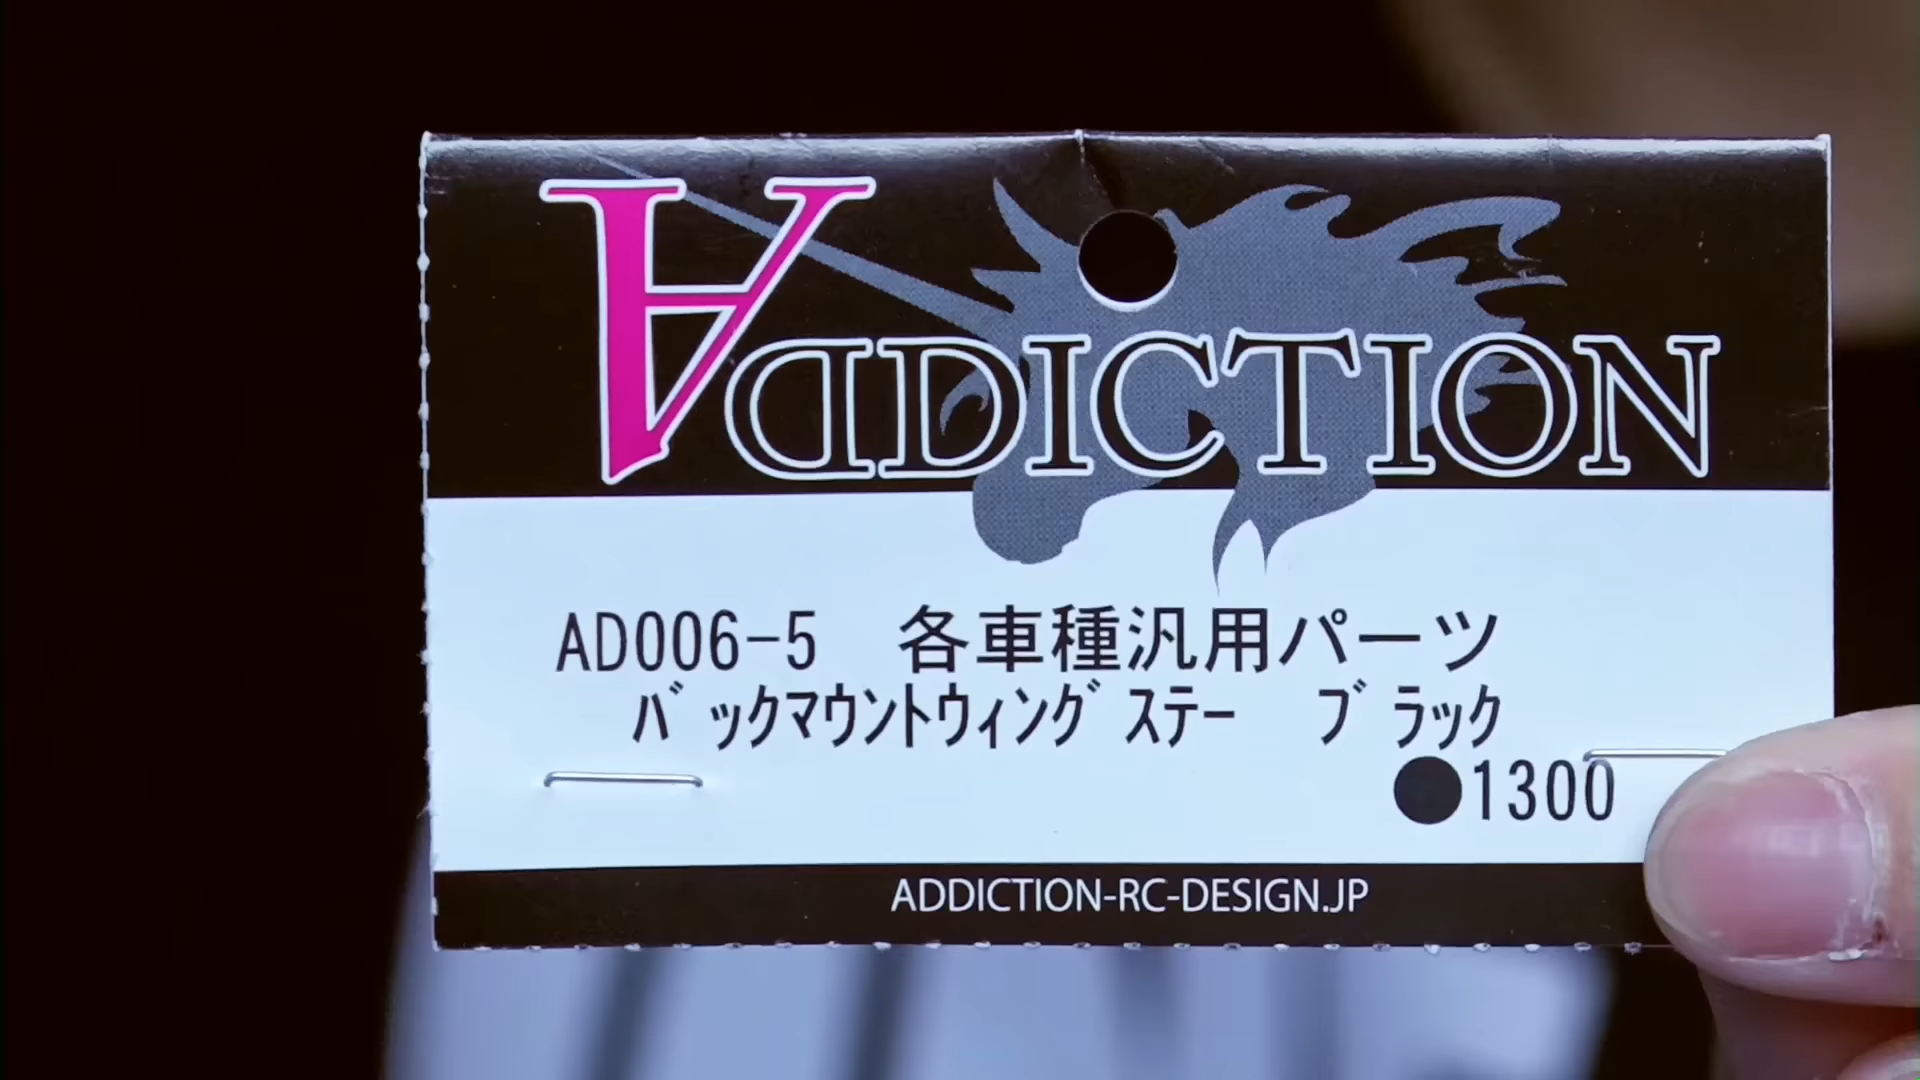 ADDICTION
AD006-5　各車種汎用パーツ
ﾊﾞｯｸﾏｳﾝﾄｳｨﾝｸﾞｽﾃｰ　ﾌﾞﾗｯｸ
●1300
ADDICTION-RC-DESIGN.JP